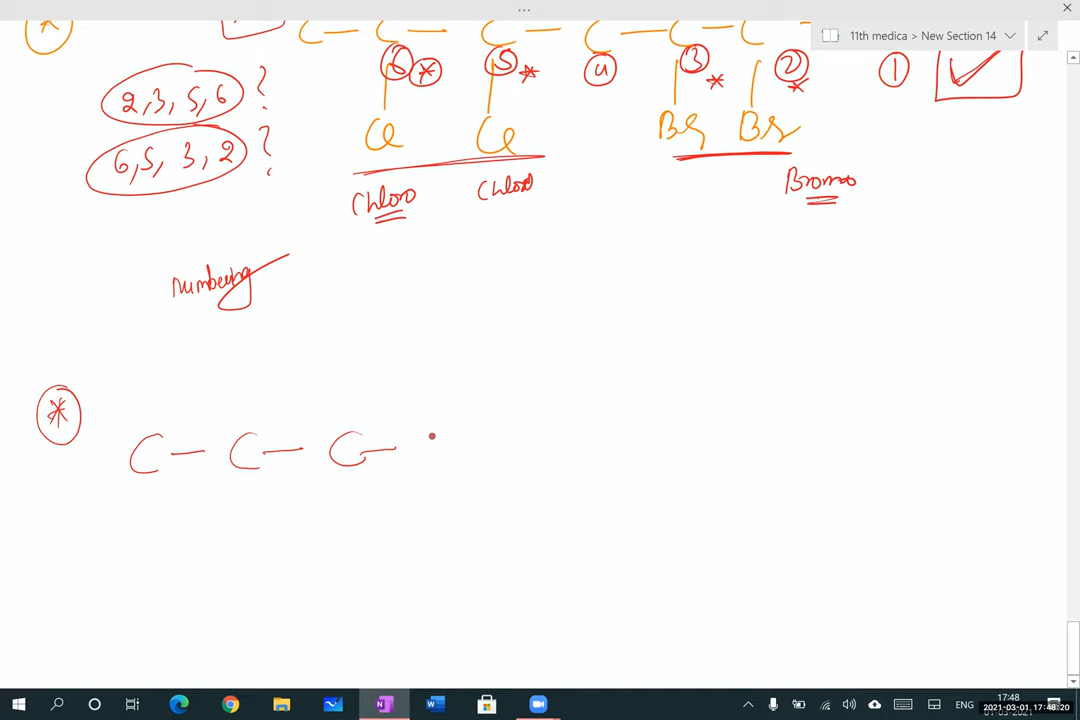 11th medica > New Section 14
C — C — C — C — C — C —
⑥ * ⑤ * ④ ③ * ② * ①
2, 3, 5, 6 ?
6, 5, 3, 2 ?
Cl Cl Br Br
Chloro Chloro Bromo
numbering
* C — C — C —
17:48
ENG
2021-03-01 17:48:20